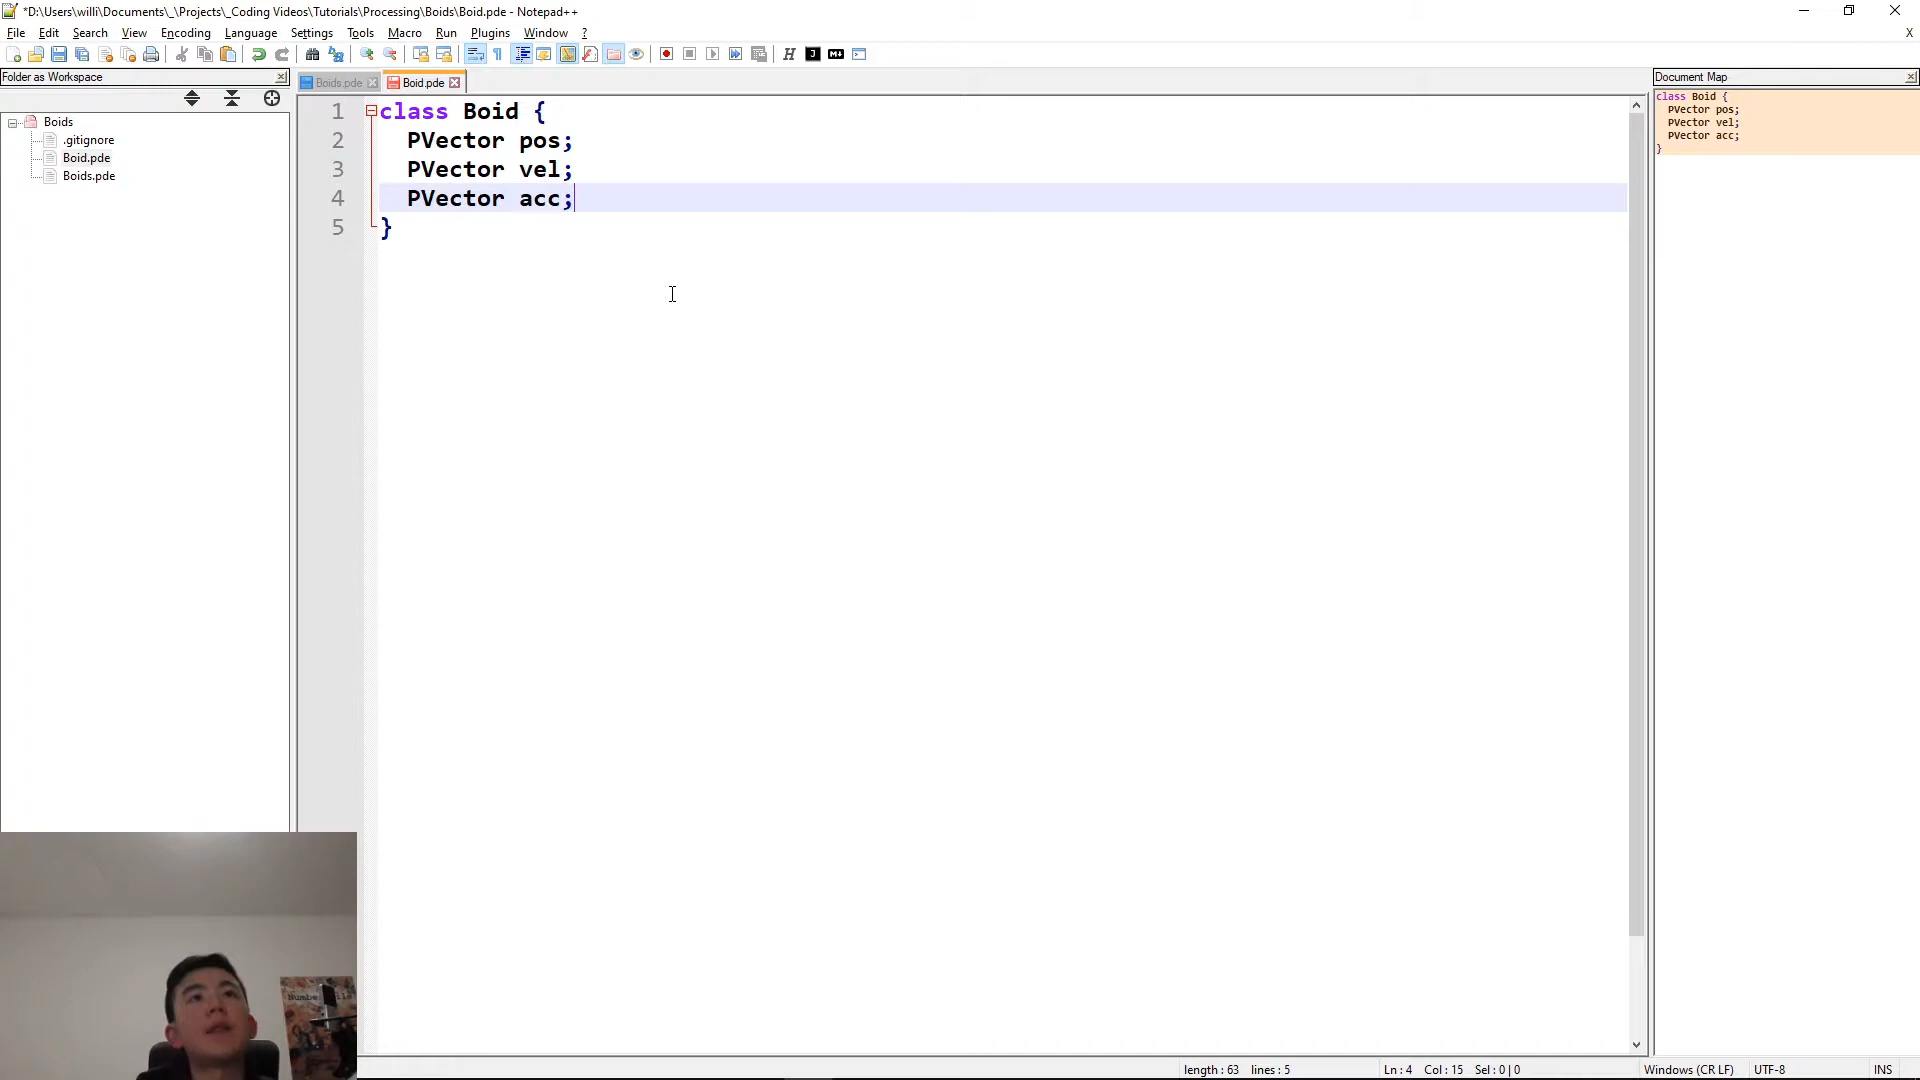 *D:\Users\willi\Documents\_\Projects\_Coding Videos\Tutorials\Processing\Boids\Boid.pde - Notepad++
File Edit Search View Encoding Language Settings Tools Macro Run Plugins Window ? X
Folder as Workspace
Boids
.gitignore
Boid.pde
Boids.pde
Boids.pde Boid.pde
1 class Boid {
2 PVector pos;
3 PVector vel;
4 PVector acc;
5 }
Document Map
class Boid {
PVector pos;
PVector vel;
PVector acc;
}
length : 63 lines : 5 Ln : 4 Col : 15 Sel : 0 | 0 Windows (CR LF) UTF-8 INS